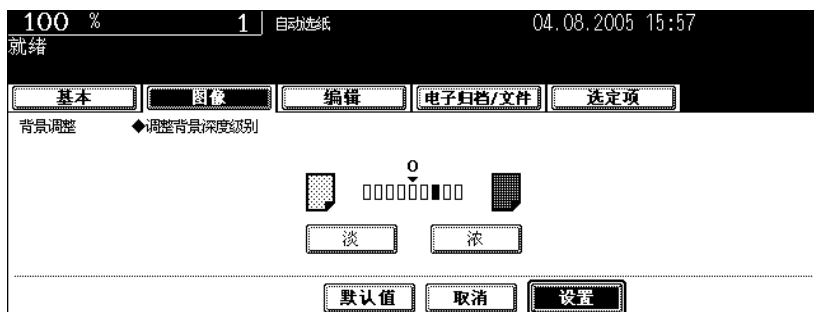 100 % 1 自动选纸 04.08.2005 15:57
就绪
基本 图像 编辑 电子归档/文件 选定项
背景调整 ◆调整背景深度级别
0
淡 浓
默认值 取消 设置